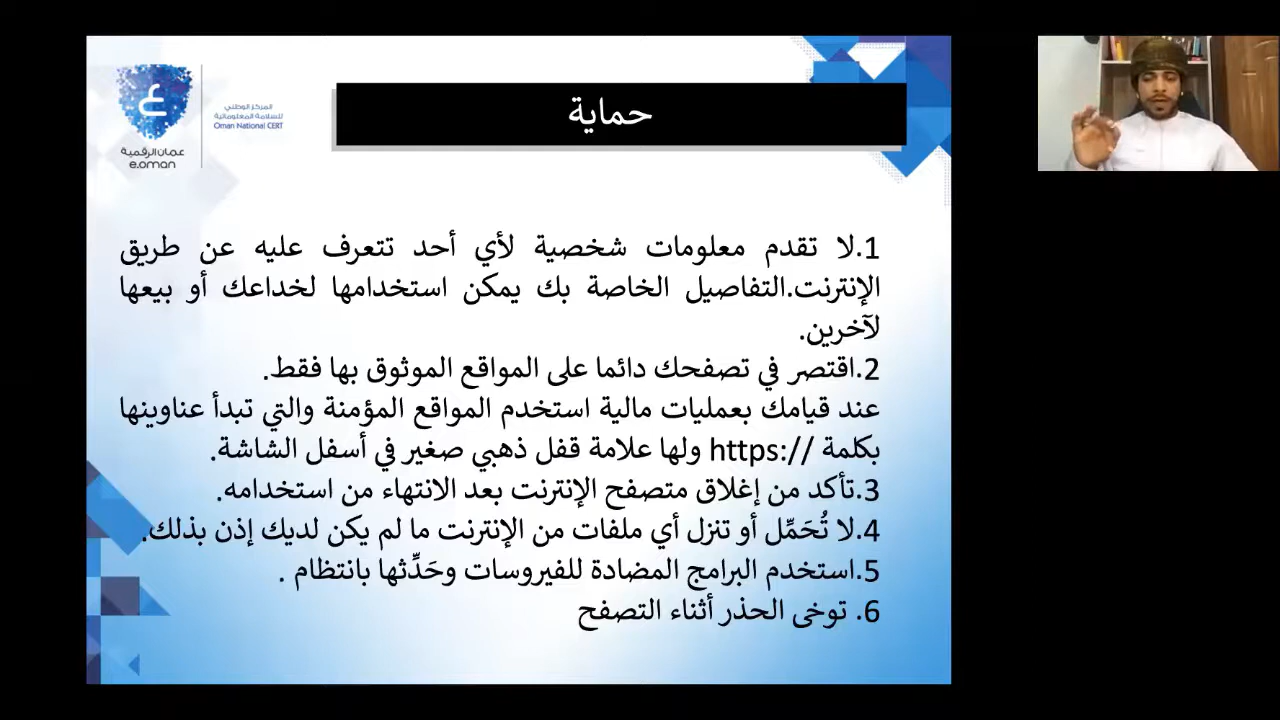 المركز الوطني
للسلامة المعلوماتية
Oman National CERT
عمان الرقمية
e.oman
حماية
1.لا تقدم معلومات شخصية لأي أحد تتعرف عليه عن طريق
الإنترنت.التفاصيل الخاصة بك يمكن استخدامها لخداعك أو بيعها
لآخرين.
2.اقتصر في تصفحك دائما على المواقع الموثوق بها فقط.
عند قيامك بعمليات مالية استخدم المواقع المؤمنة والتي تبدأ عناوينها
بكلمة https:// ولها علامة قفل ذهبي صغير في أسفل الشاشة.
3.تأكد من إغلاق متصفح الإنترنت بعد الانتهاء من استخدامه.
4.لا تُحَمِّل أو تنزل أي ملفات من الإنترنت ما لم يكن لديك إذن بذلك.
5.استخدم البرامج المضادة للفيروسات وحَدِّثها بانتظام .
6. توخى الحذر أثناء التصفح